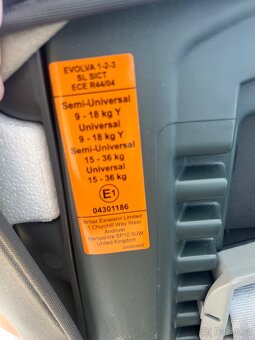 EVOLVA 1-2-3
SL SICT
ECE R44/04
Semi-Universal
9 - 18 kg Y
Universal
9 - 18 kg Y
Semi-Universal
15 - 36 kg
Universal
15 - 36 kg
E1
04301186
Britax Excelsior Limited
1 Churchill Way West
Andover
Hampshire SP10 3UW
United Kingdom